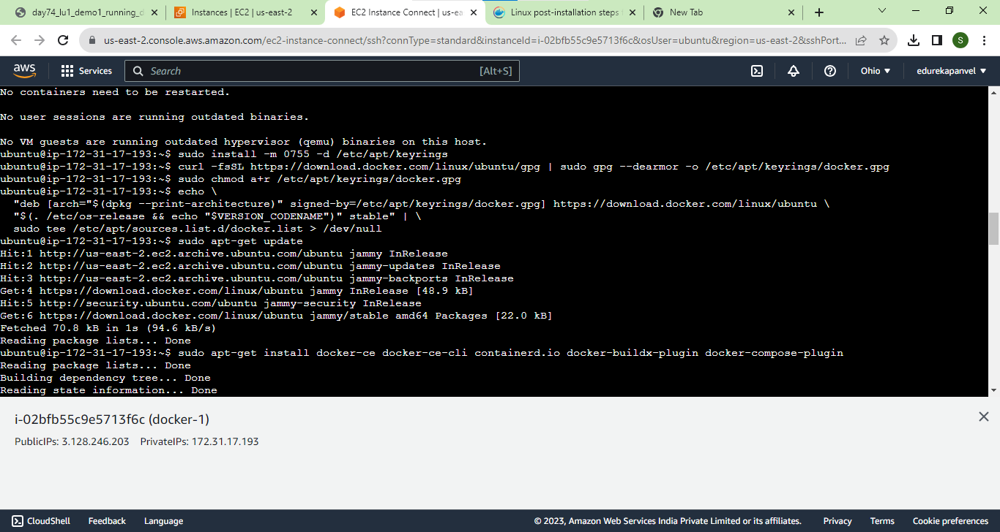 day74_lu1_demo1_running_d
Instances | EC2 | us-east-2
EC2 Instance Connect | us-ea
Linux post-installation steps
New Tab
us-east-2.console.aws.amazon.com/ec2-instance-connect/ssh?connType=standard&instanceId=i-02bfb55c9e5713f6c&osUser=ubuntu&region=us-east-2&sshPort...
S
aws
Services
Search
[Alt+S]
Ohio
edurekapanvel
No containers need to be restarted.
No user sessions are running outdated binaries.
No VM guests are running outdated hypervisor (qemu) binaries on this host.
ubuntu@ip-172-31-17-193:~$ sudo install -m 0755 -d /etc/apt/keyrings
ubuntu@ip-172-31-17-193:~$ curl -fsSL https://download.docker.com/linux/ubuntu/gpg | sudo gpg --dearmor -o /etc/apt/keyrings/docker.gpg
ubuntu@ip-172-31-17-193:~$ sudo chmod a+r /etc/apt/keyrings/docker.gpg
ubuntu@ip-172-31-17-193:~$ echo \
"deb [arch="$(dpkg --print-architecture)" signed-by=/etc/apt/keyrings/docker.gpg] https://download.docker.com/linux/ubuntu \
"$(. /etc/os-release && echo "$VERSION_CODENAME")" stable" | \
sudo tee /etc/apt/sources.list.d/docker.list > /dev/null
ubuntu@ip-172-31-17-193:~$ sudo apt-get update
Hit:1 http://us-east-2.ec2.archive.ubuntu.com/ubuntu jammy InRelease
Hit:2 http://us-east-2.ec2.archive.ubuntu.com/ubuntu jammy-updates InRelease
Hit:3 http://us-east-2.ec2.archive.ubuntu.com/ubuntu jammy-backports InRelease
Get:4 https://download.docker.com/linux/ubuntu jammy InRelease [48.9 kB]
Hit:5 http://security.ubuntu.com/ubuntu jammy-security InRelease
Get:6 https://download.docker.com/linux/ubuntu jammy/stable amd64 Packages [22.0 kB]
Fetched 70.8 kB in 1s (94.6 kB/s)
Reading package lists... Done
ubuntu@ip-172-31-17-193:~$ sudo apt-get install docker-ce docker-ce-cli containerd.io docker-buildx-plugin docker-compose-plugin
Reading package lists... Done
Building dependency tree... Done
Reading state information... Done
i-02bfb55c9e5713f6c (docker-1)
PublicIPs: 3.128.246.203 PrivateIPs: 172.31.17.193
CloudShell
Feedback
Language
© 2023, Amazon Web Services India Private Limited or its affiliates.
Privacy
Terms
Cookie preferences